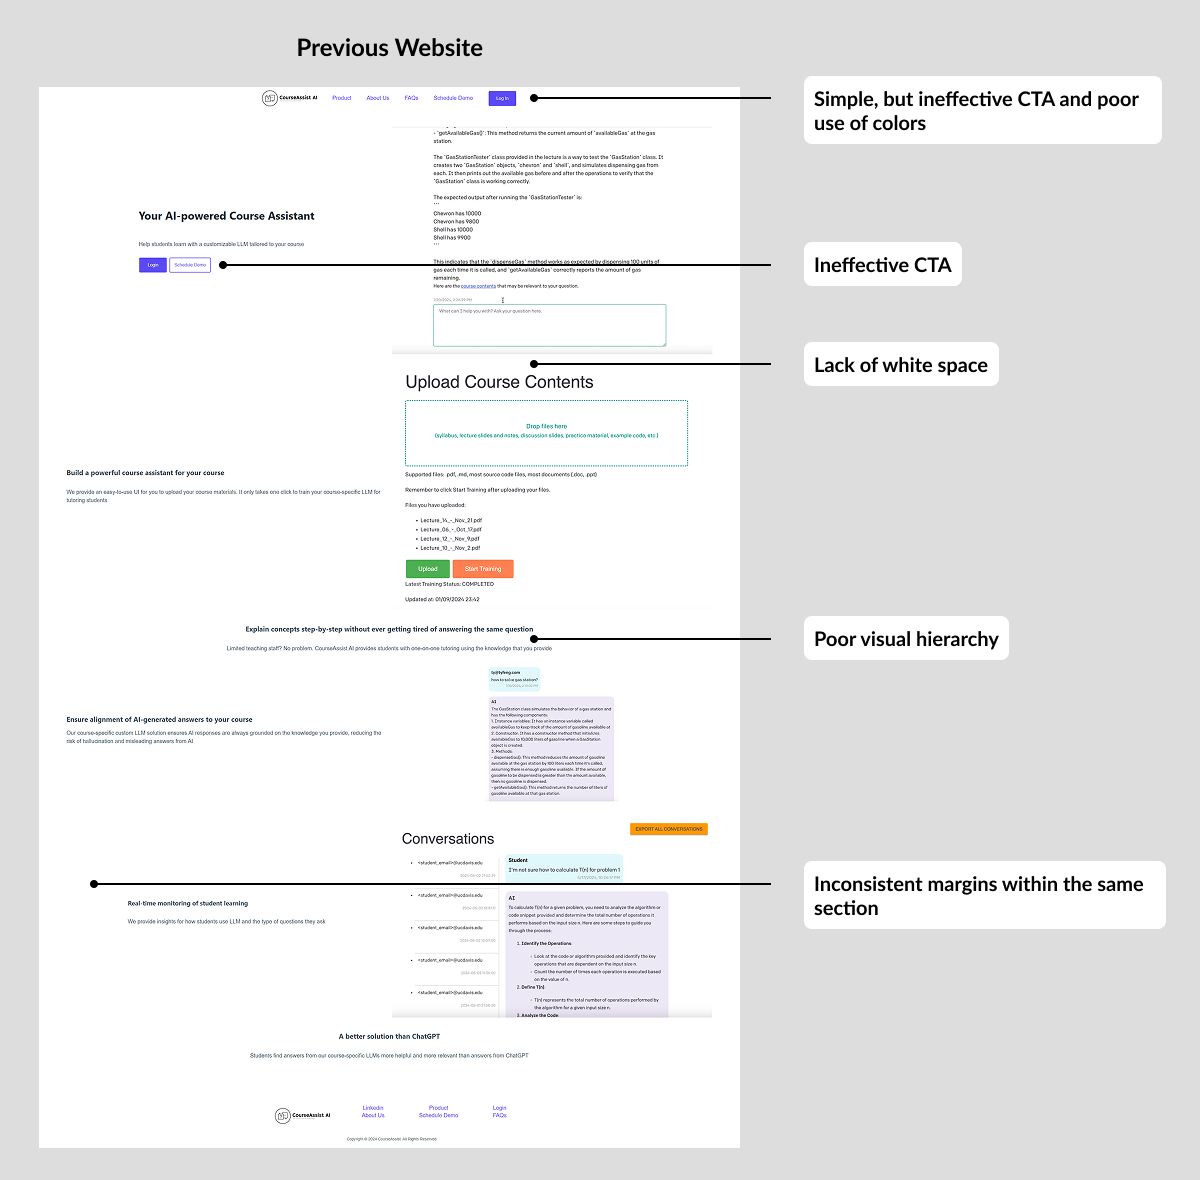 Previous Website
CourseAssist AI
Product
About Us
FAQs
Schedule Demo
Log In
Simple, but ineffective CTA and poor
use of colors
- `getAvailableGas()`: This method returns the current amount of `availableGas` at the gas
station.
The `GasStationTester` class provided in the lecture is a way to test the `GasStation` class. It
creates two `GasStation` objects, `chevron` and `shell`, and simulates dispensing gas from
each. It then prints out the available gas before and after the operations to verify that the
`GasStation` class is working correctly.
The expected output after running the `GasStationTester` is:
```
Chevron has 10000
Chevron has 9800
Shell has 10000
Shell has 9900
```
This indicates that the `dispenseGas` method works as expected by dispensing 100 units of
gas each time it is called, and `getAvailableGas` correctly reports the amount of gas
remaining.
Here are the course contents that may be relevant to your question.
What can I help you with? Ask your question here.
Your AI-powered Course Assistant
Help students learn with a customizable LLM tailored to your course
Login
Schedule Demo
Ineffective CTA
Lack of white space
Upload Course Contents
Drop files here
(syllabus, lecture slides and notes, discussion slides, practice material, example code, etc.)
Supported files: .pdf, .md, most source code files, most documents (.doc, .ppt)
Remember to click Start Training after uploading your files.
Files you have uploaded:
• Lecture_14_-_Nov_21.pdf
• Lecture_06_-_Oct_17.pdf
• Lecture_12_-_Nov_9.pdf
• Lecture_10_-_Nov_2.pdf
Upload
Start Training
Latest Training Status: COMPLETED
Updated at: 01/09/2024 23:42
Build a powerful course assistant for your course
We provide an easy-to-use UI for you to upload your course materials. It only takes one click to train your course-specific LLM for
tutoring students
Explain concepts step-by-step without ever getting tired of answering the same question
Limited teaching staff? No problem. CourseAssist AI provides students with one-on-one tutoring using the knowledge that you provide
Poor visual hierarchy
ty@tyfeng.com
how to solve gas station?
AI
The GasStation class simulates the behavior of a gas station and
has the following components:
1. Instance variables: It has an instance variable called
availableGas to keep track of the amount of gasoline available at
2. Constructor: It has a constructor method that initializes
availableGas to 10,000 liters of gasoline when a GasStation
object is created.
3. Methods:
- dispenseGas(): This method reduces the amount of gasoline
available at the gas station by 100 liters each time it's called,
assuming there is enough gasoline available. If the amount of
gasoline to be dispensed is greater than the amount available,
then no gasoline is dispensed.
- getAvailableGas(): This method returns the number of liters of
gasoline available at that gas station.
Ensure alignment of AI-generated answers to your course
Our course-specific custom LLM solution ensures AI responses are always grounded on the knowledge you provide, reducing the
risk of hallucination and misleading answers from AI
EXPORT ALL CONVERSATIONS
Conversations
• <student_email>@ucdavis.edu
• <student_email>@ucdavis.edu
• <student_email>@ucdavis.edu
• <student_email>@ucdavis.edu
• <student_email>@ucdavis.edu
Student
I'm not sure how to calculate T(n) for problem 1
AI
To calculate T(n) for a given problem, you need to analyze the algorithm or
code snippet provided and determine the total number of operations it
performs based on the input size n. Here are some steps to guide you
through the process:
1. Identify the Operations:
◦ Look at the code or algorithm provided and identify the key
operations that are dependent on the input size n.
◦ Count the number of times each operation is executed based
on the value of n.
2. Define T(n)
◦ T(n) represents the total number of operations performed by
the algorithm for a given input size n.
3. Analyze the Code
Inconsistent margins within the same
section
Real-time monitoring of student learning
We provide insights for how students use LLM and the type of questions they ask
A better solution than ChatGPT
Students find answers from our course-specific LLMs more helpful and more relevant than answers from ChatGPT
CourseAssist AI
Linkedin
About Us
Product
Schedule Demo
Login
FAQs
Copyright © 2024 CourseAssist. All Rights Reserved.